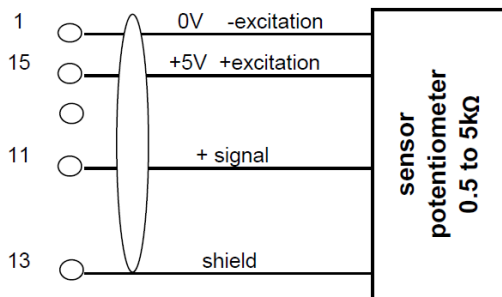 1 0V -excitation
15 +5V +excitation
11 + signal
13 shield
sensor
potentiometer
0.5 to 5kΩ